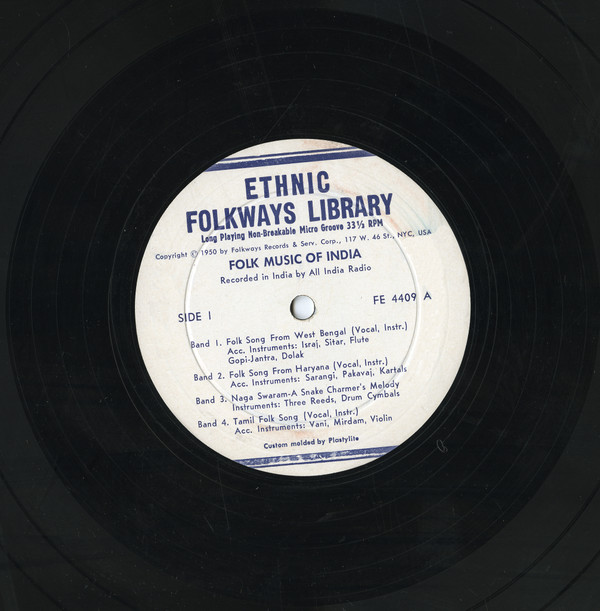 ETHNIC
FOLKWAYS LIBRARY
Long Playing Non-Breakable Micro Groove 33⅓ RPM
Copyright © 1950 by Folkways Records & Serv. Corp., 117 W. 46 St., NYC, USA
FOLK MUSIC OF INDIA
Recorded in India by All India Radio
SIDE I FE 4409 A
Band 1. Folk Song From West Bengal (Vocal, Instr.)
Acc. Instruments: Israj, Sitar, Flute
Gopi-Jantra, Dolak
Band 2. Folk Song From Haryana (Vocal, Instr.)
Acc. Instruments: Sarangi, Pakavaj, Kartals
Band 3. Naga Swaram-A Snake Charmer's Melody
Instruments: Three Reeds, Drum Cymbals
Band 4. Tamil Folk Song (Vocal, Instr.)
Acc. Instruments: Vani, Mirdam, Violin
Custom molded by Plastylite